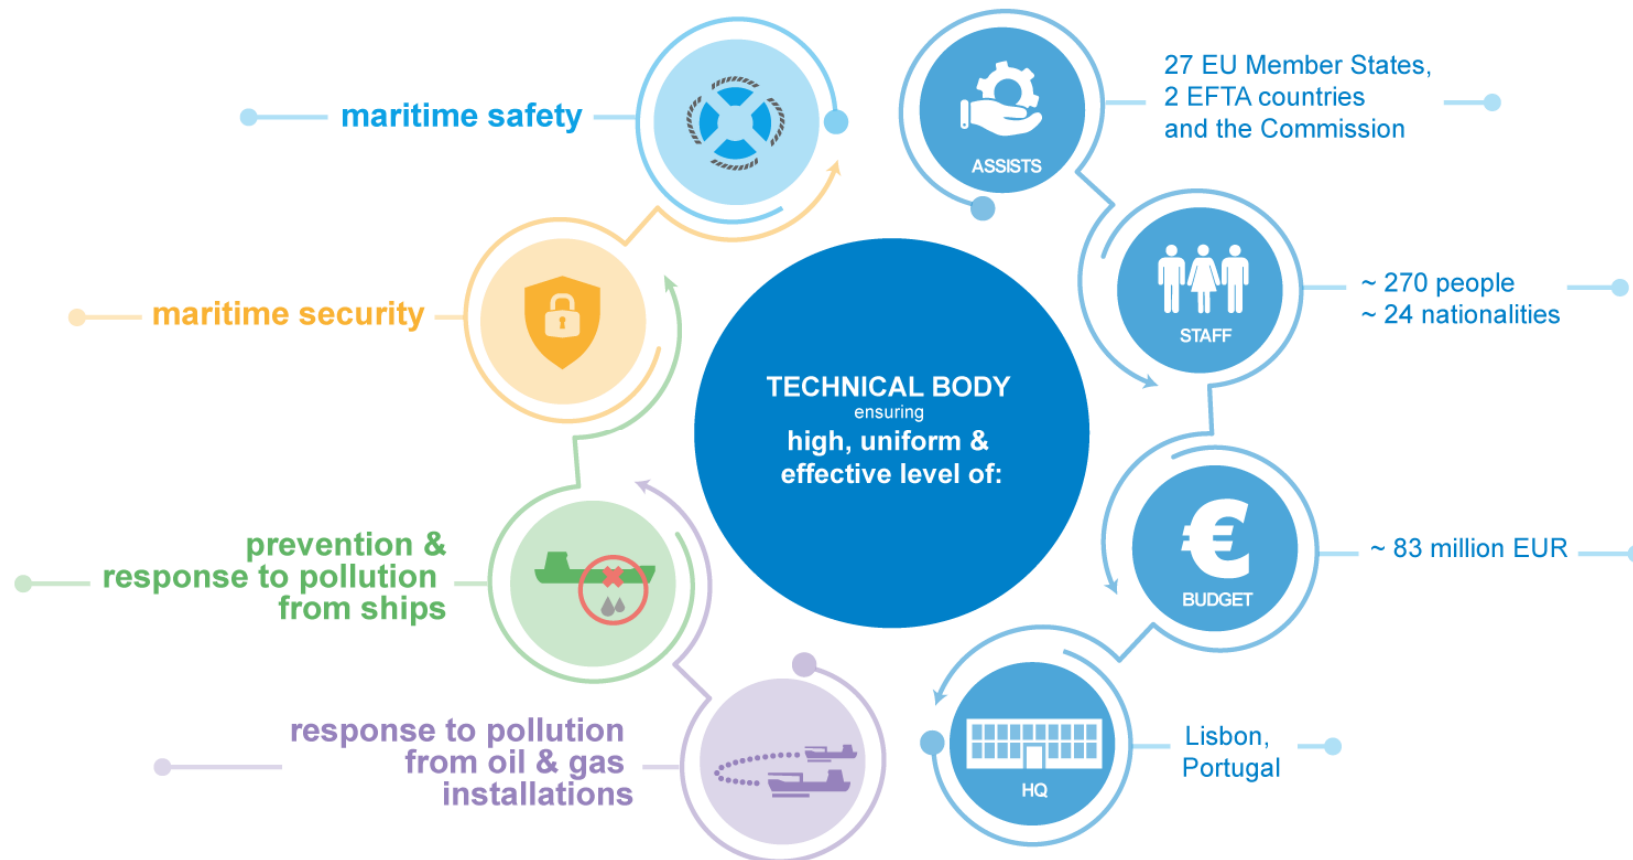 maritime safety
maritime security
prevention &
response to pollution
from ships
response to pollution
from oil & gas
installations
TECHNICAL BODY
ensuring
high, uniform &
effective level of:
ASSISTS
27 EU Member States,
2 EFTA countries
and the Commission
STAFF
~ 270 people
~ 24 nationalities
€
BUDGET
~ 83 million EUR
HQ
Lisbon,
Portugal